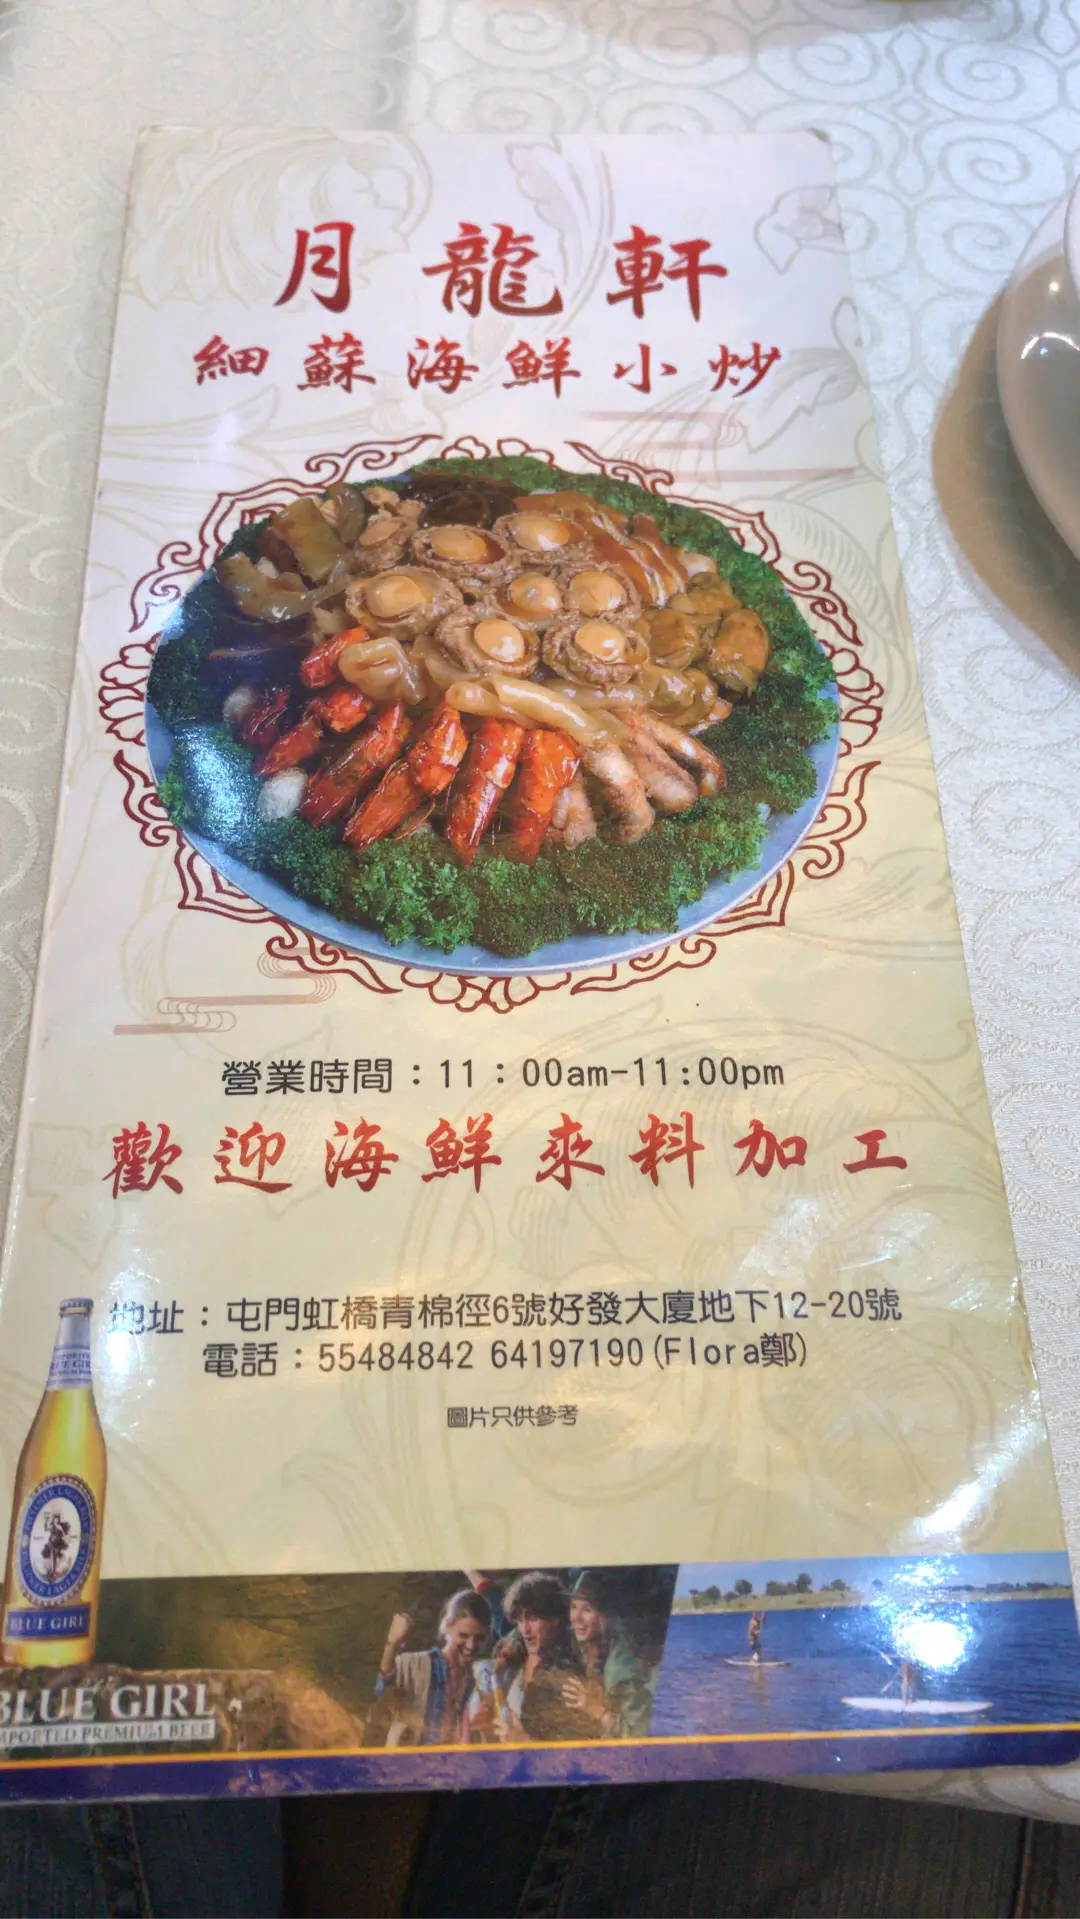 月龍軒
細蘇海鮮小炒
營業時間：11：00am-11:00pm
歡迎海鮮來料加工
地址：屯門虹橋青棉徑6號好發大廈地下12-20號
電話：55484842 64197190(Flora鄭)
圖片只供參考
BLUE GIRL
BLUE GIRL
IMPORTED PREMIUM BEER